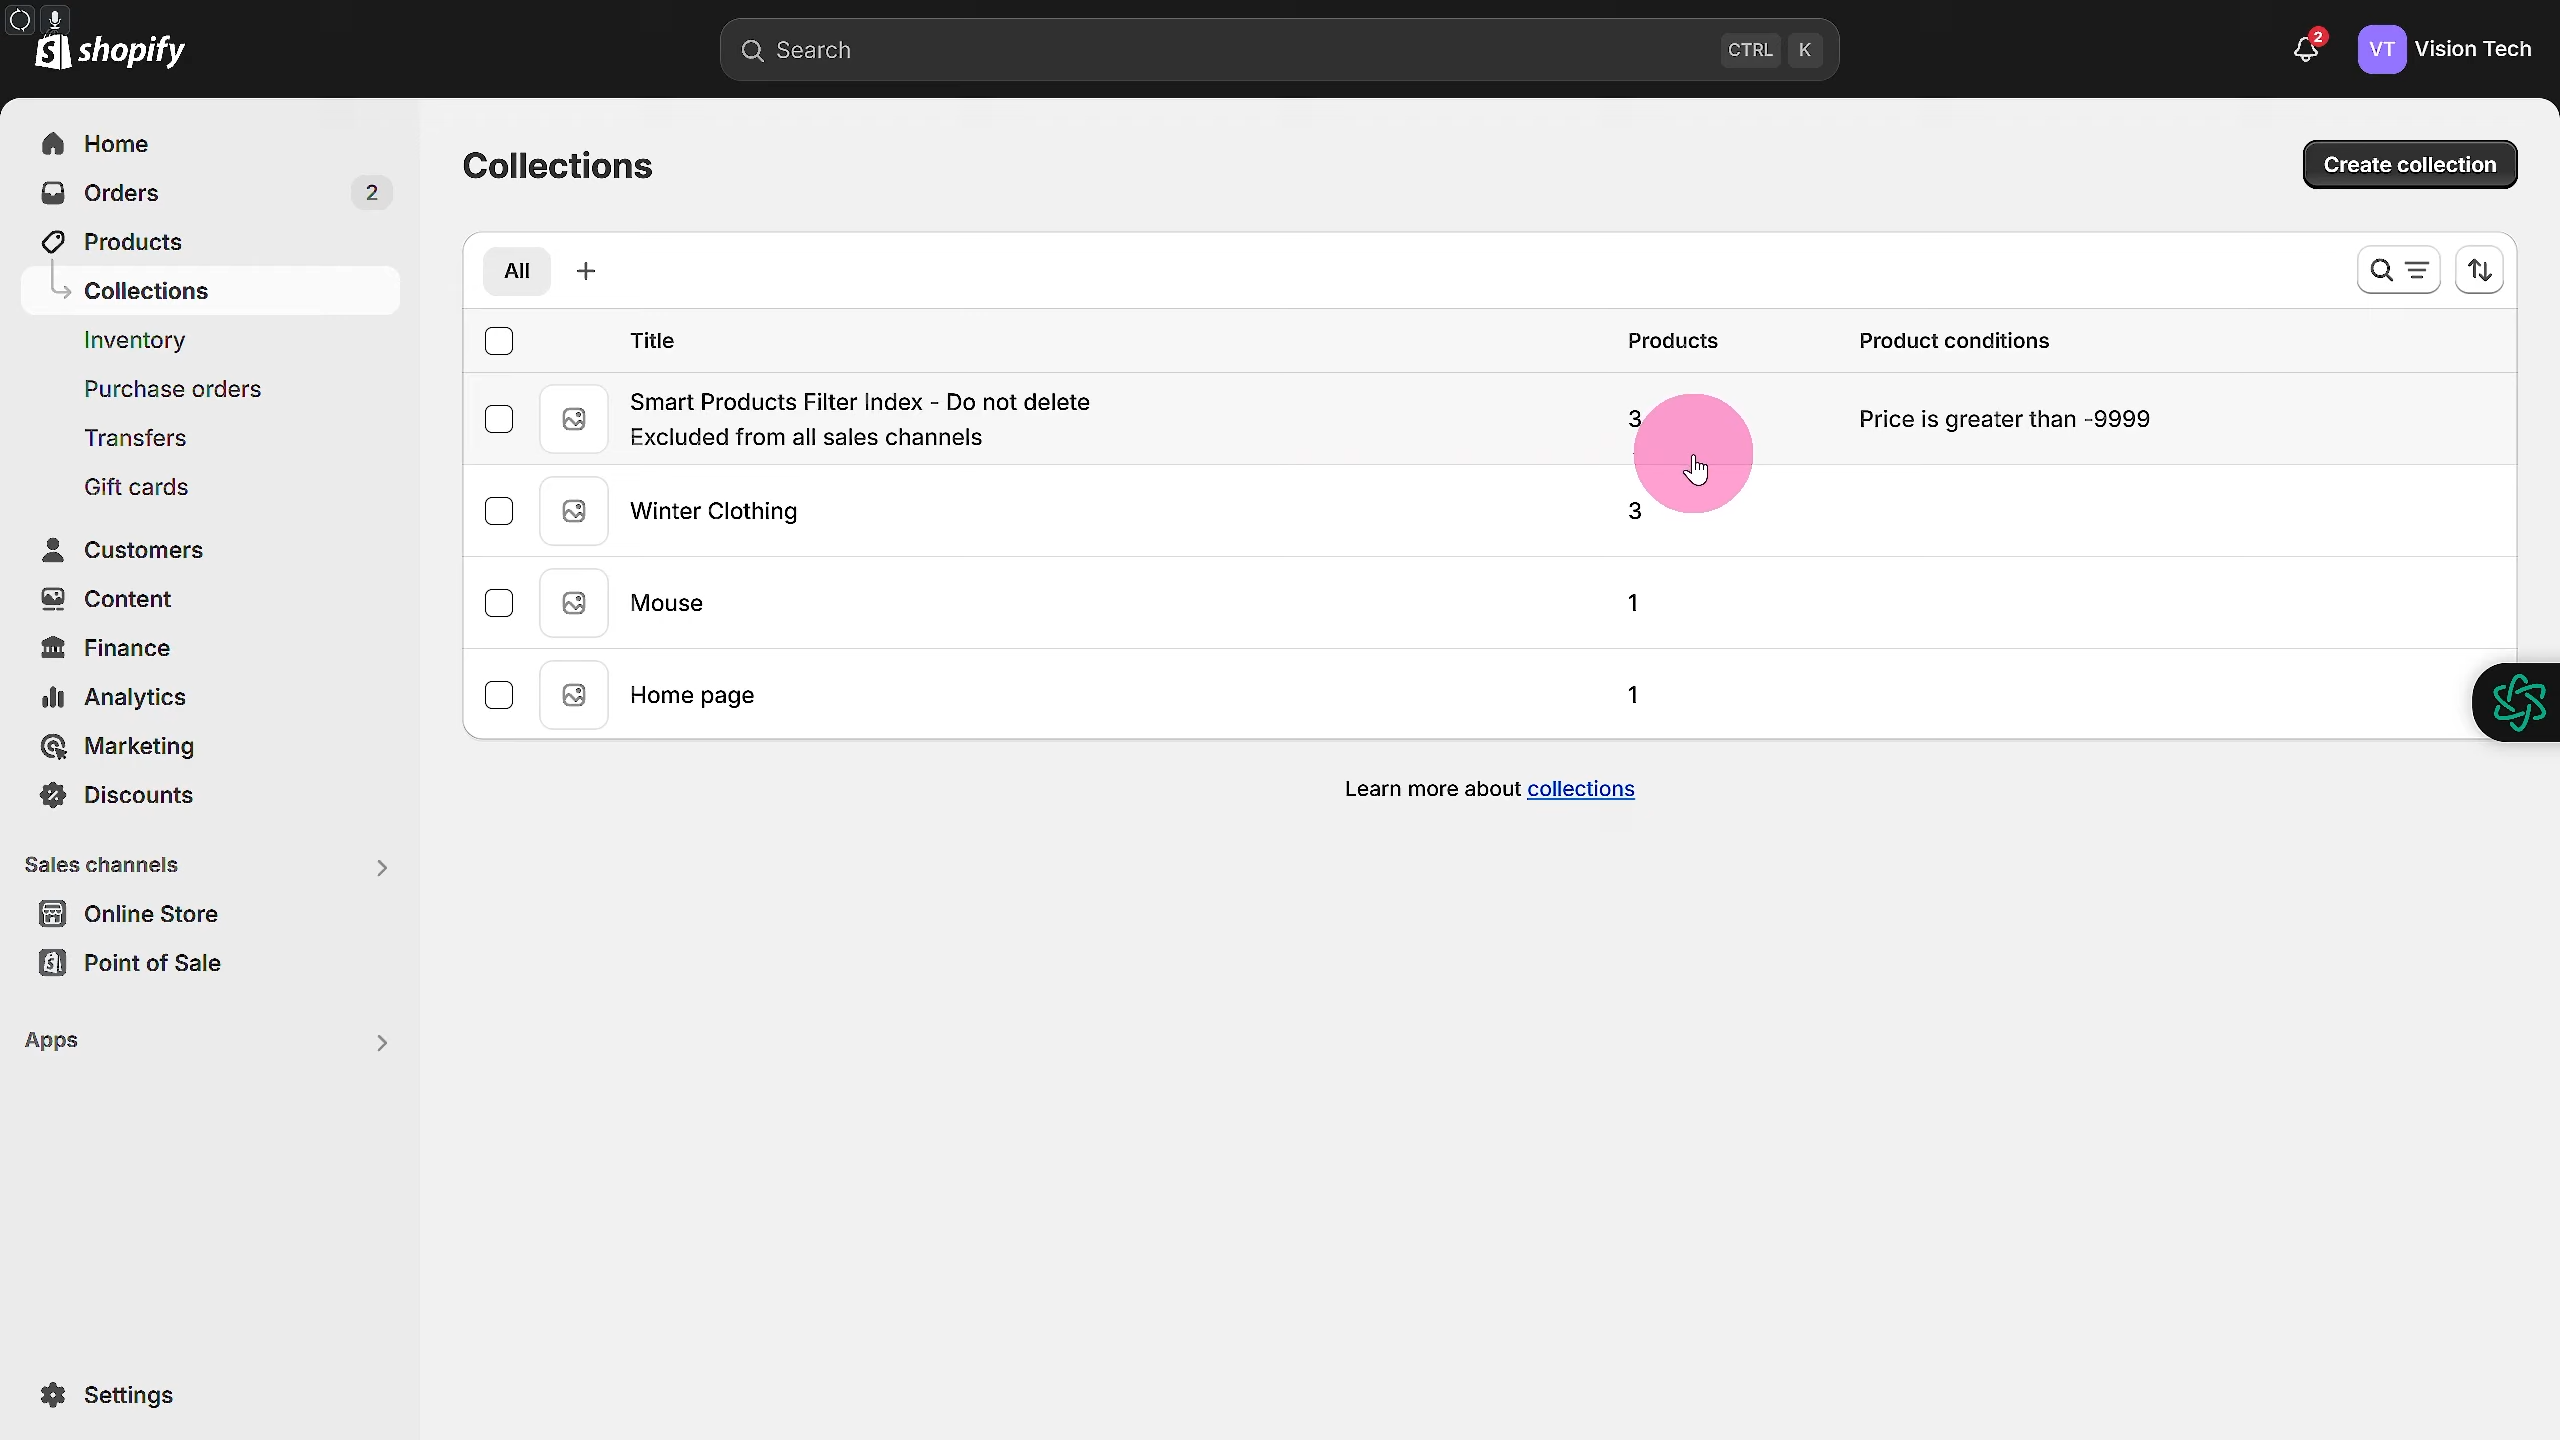 shopify
Search
CTRL K
2
VT
Vision Tech
Home
Orders
2
Products
Collections
Inventory
Purchase orders
Transfers
Gift cards
Customers
Content
Finance
Analytics
Marketing
Discounts
Sales channels
Online Store
Point of Sale
Apps
Settings
Collections
Create collection
All
Title Products Product conditions
Smart Products Filter Index - Do not delete
Excluded from all sales channels
3
Price is greater than -9999
Winter Clothing 3
Mouse 1
Home page 1
Learn more about collections